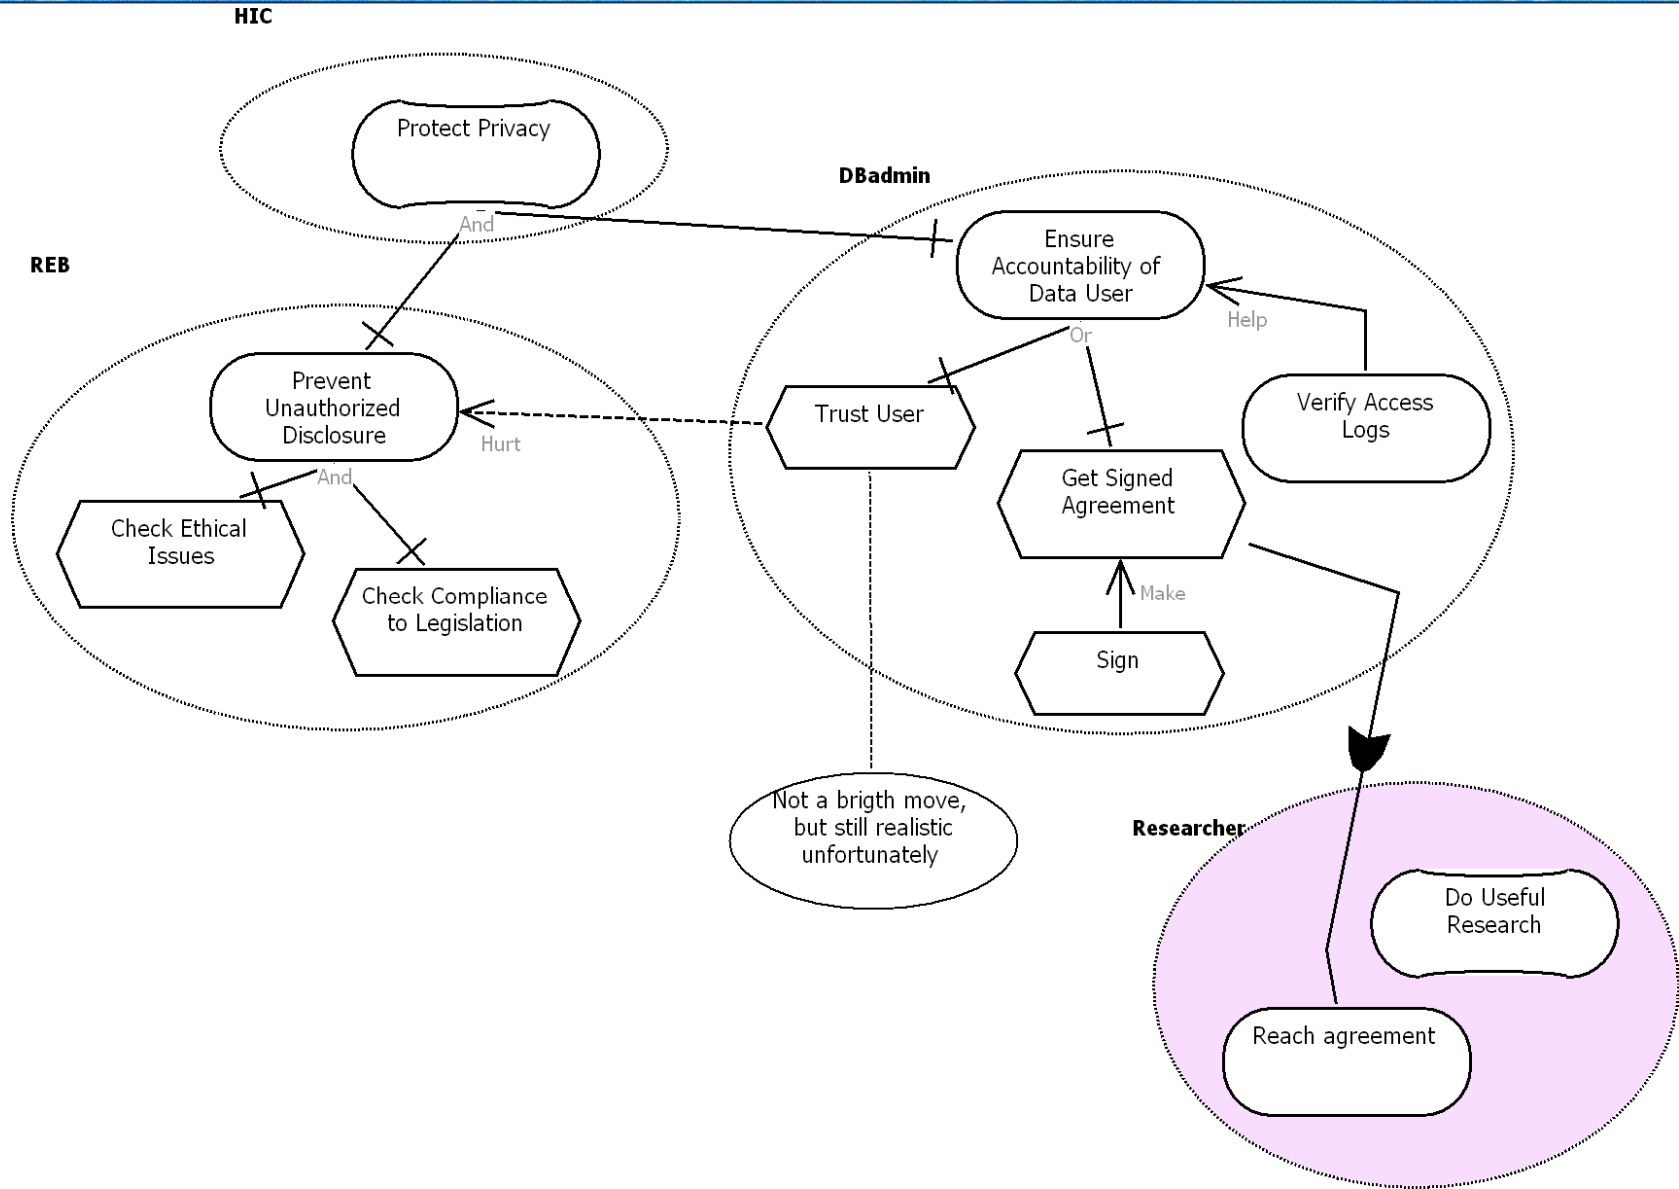 HIC
Protect Privacy
And
DBadmin
Ensure
Accountability of
Data User
Help
Or
REB
Prevent
Unauthorized
Disclosure
Hurt
And
Trust User
Verify Access
Logs
Get Signed
Agreement
Check Ethical
Issues
Check Compliance
to Legislation
Make
Sign
Not a brigth move,
but still realistic
unfortunately
Researcher
Do Useful
Research
Reach agreement